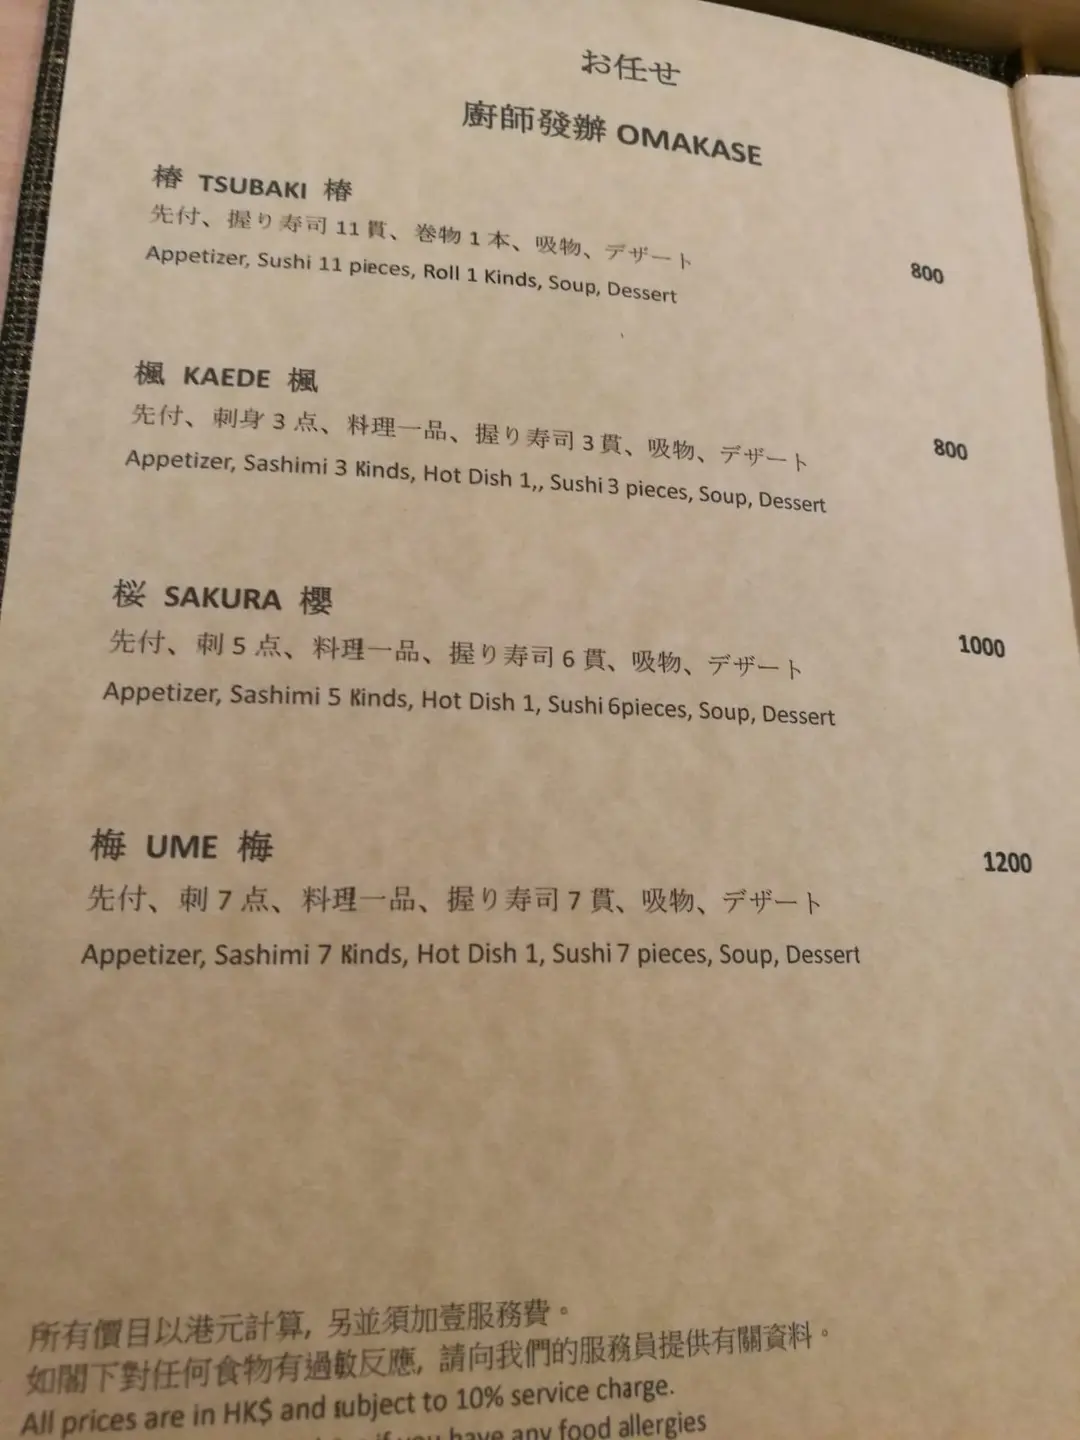 お任せ
廚師發辦 OMAKASE
椿 TSUBAKI 椿
先付、握り寿司 11 貫、巻物 1 本、吸物、デザート
Appetizer, Sushi 11 pieces, Roll 1 Kinds, Soup, Dessert
800
楓 KAEDE 楓
先付、刺身 3 点、料理一品、握り寿司 3 貫、吸物、デザート
800
Appetizer, Sashimi 3 Kinds, Hot Dish 1,, Sushi 3 pieces, Soup, Dessert
桜 SAKURA 櫻
先付、刺 5 点、料理一品、握り寿司 6 貫、吸物、デザート
1000
Appetizer, Sashimi 5 Kinds, Hot Dish 1, Sushi 6pieces, Soup, Dessert
梅 UME 梅
1200
先付、刺 7 点、料理一品、握り寿司 7 貫、吸物、デザート
Appetizer, Sashimi 7 Kinds, Hot Dish 1, Sushi 7 pieces, Soup, Dessert
所有價目以港元計算, 另並須加壹服務費。
如閣下對任何食物有過敏反應, 請向我們的服務員提供有關資料。
All prices are in HK$ and subject to 10% service charge.
if you have any food allergies